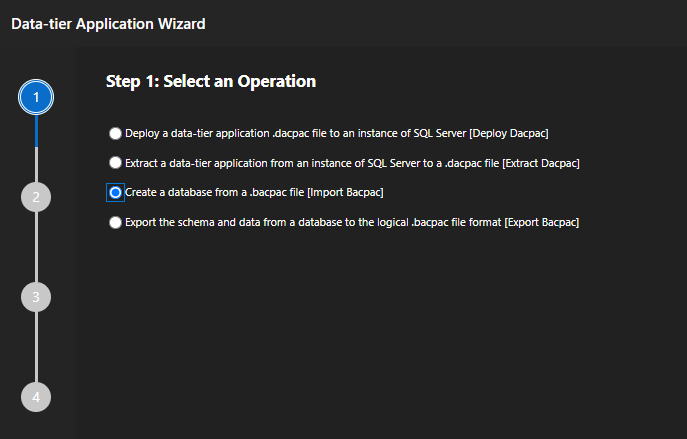 Data-tier Application Wizard
1
Step 1: Select an Operation
Deploy a data-tier application .dacpac file to an instance of SQL Server [Deploy Dacpac]
Extract a data-tier application from an instance of SQL Server to a .dacpac file [Extract Dacpac]
2
Create a database from a .bacpac file [Import Bacpac]
Export the schema and data from a database to the logical .bacpac file format [Export Bacpac]
3
4